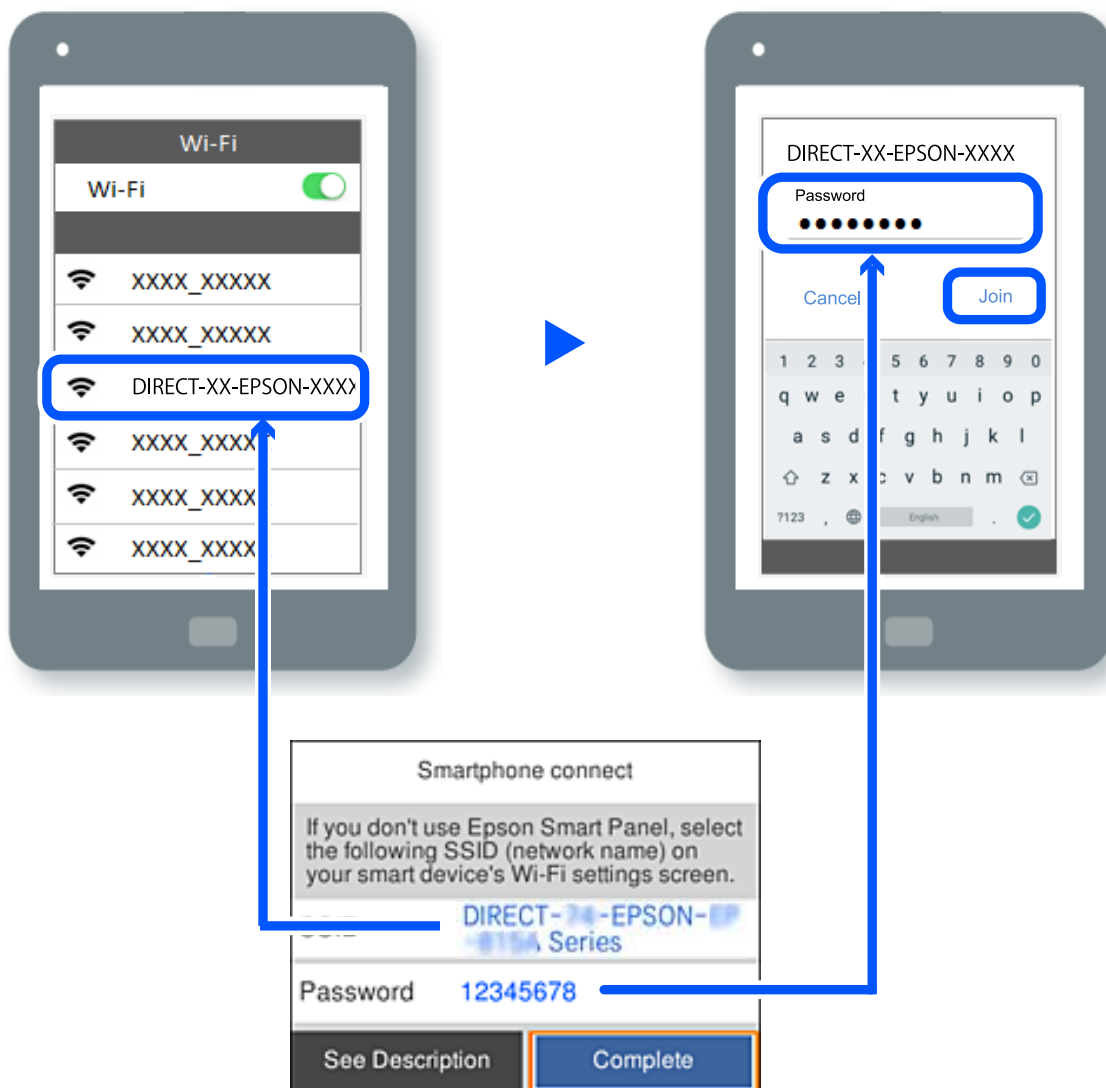 Wi-Fi
Wi-Fi
XXXX_XXXXX
XXXX_XXXXX
DIRECT-XX-EPSON-XXXX
XXXX_XXXX
XXXX_XXXX
XXXX_XXXX
DIRECT-XX-EPSON-XXXX
Password
Cancel
Join
1 2 3 5 6 7 8 9 0
q w e t y u i o p
a s d f g h j k l
z x c v b n m
?123 , English .
Smartphone connect
If you don't use Epson Smart Panel, select
the following SSID (network name) on
your smart device's Wi-Fi settings screen.
DIRECT- -EPSON-
Series
Password 12345678
See Description Complete